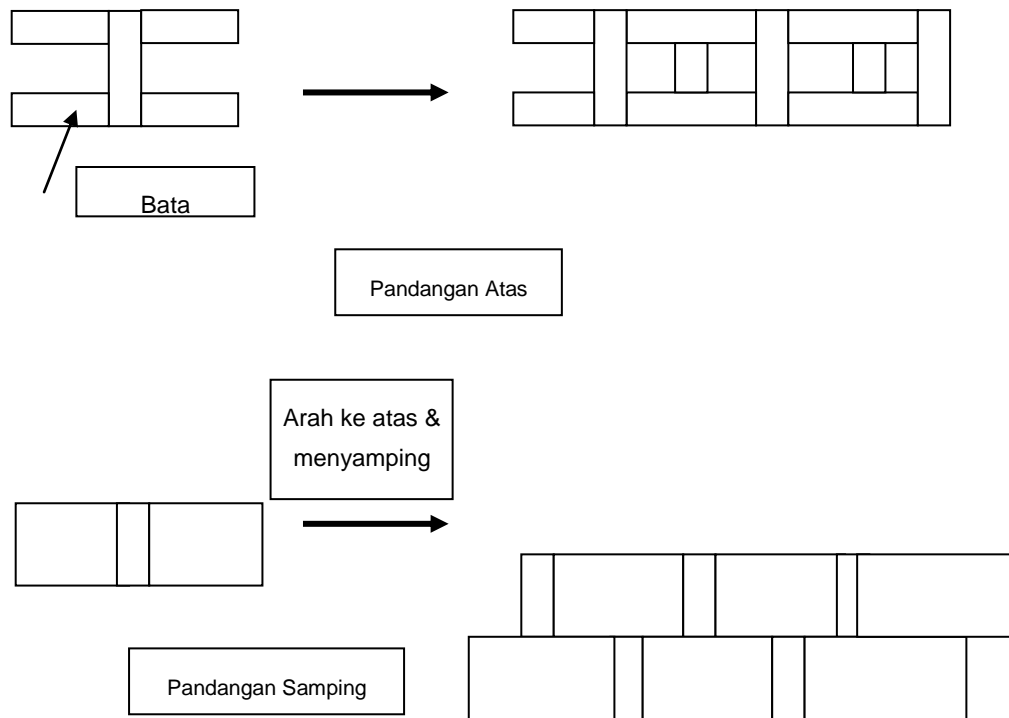 Bata
Pandangan Atas
Arah ke atas &
menyamping
Pandangan Samping